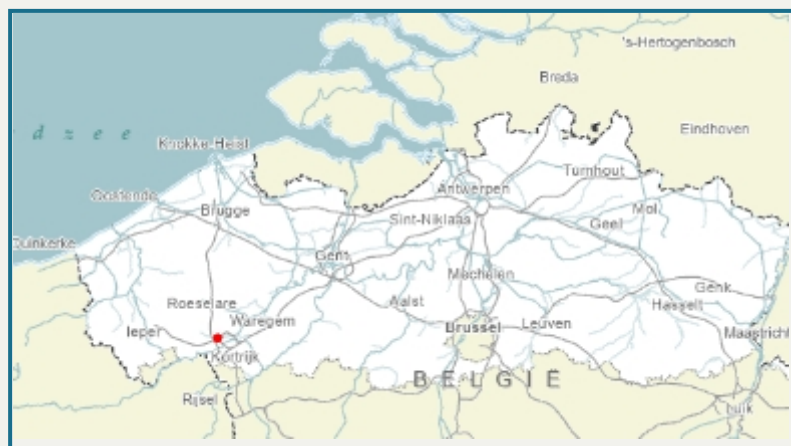 's-Hertogenbosch
Breda
Eindhoven
d z e e
Knokke-Heist
Turnhout
Antwerpen
Oostende
Mol
Brugge
Sint-Niklaas
Geel
Duinkerke
Gent
Mechelen
Genk
Roeselare
Aalst
Hasselt
Waregem
Ieper
Brussel
Leuven
Maastricht
Kortrijk
BELGIË
Rijsel
Luik